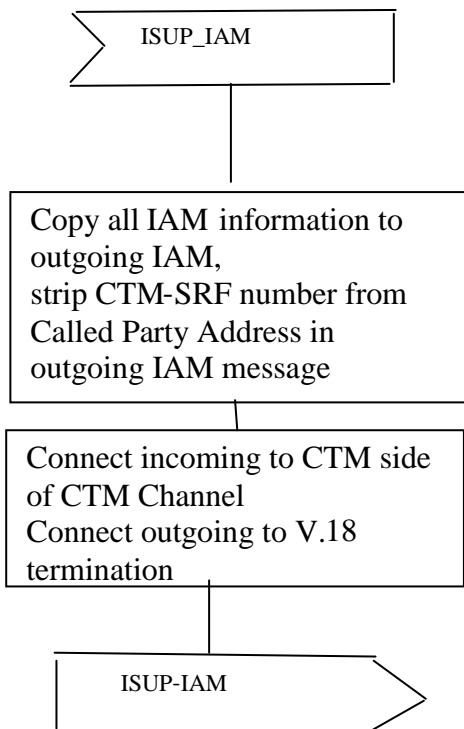 ISUP_IAM
Copy all IAM information to
outgoing IAM,
strip CTM-SRF number from
Called Party Address in
outgoing IAM message
Connect incoming to CTM side
of CTM Channel
Connect outgoing to V.18
termination
ISUP-IAM